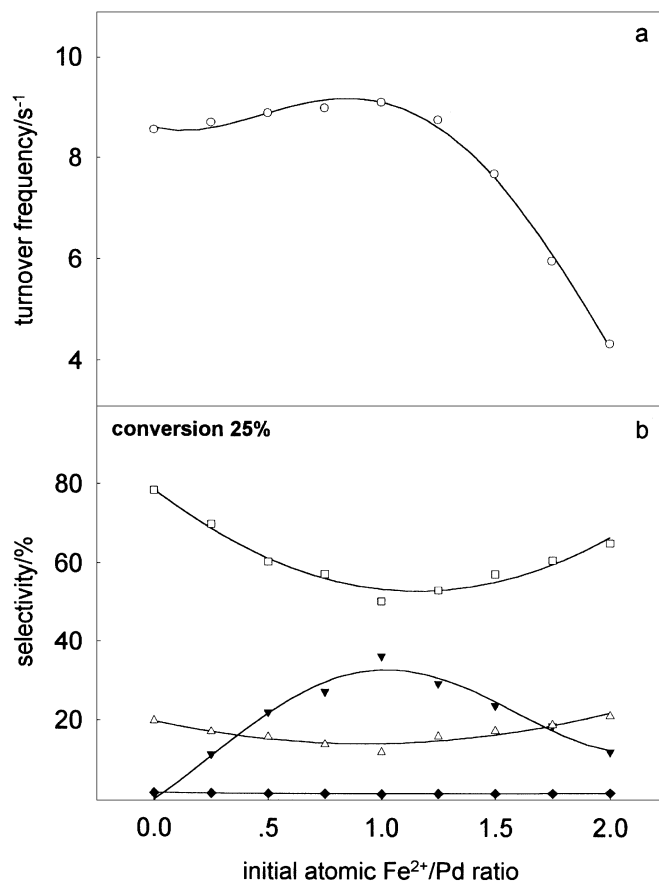 a
10
8
6
4
turnover frequency/s⁻¹
conversion 25%
b
80
60
40
20
selectivity/%
0.0 .5 1.0 1.5 2.0
initial atomic Fe²⁺/Pd ratio